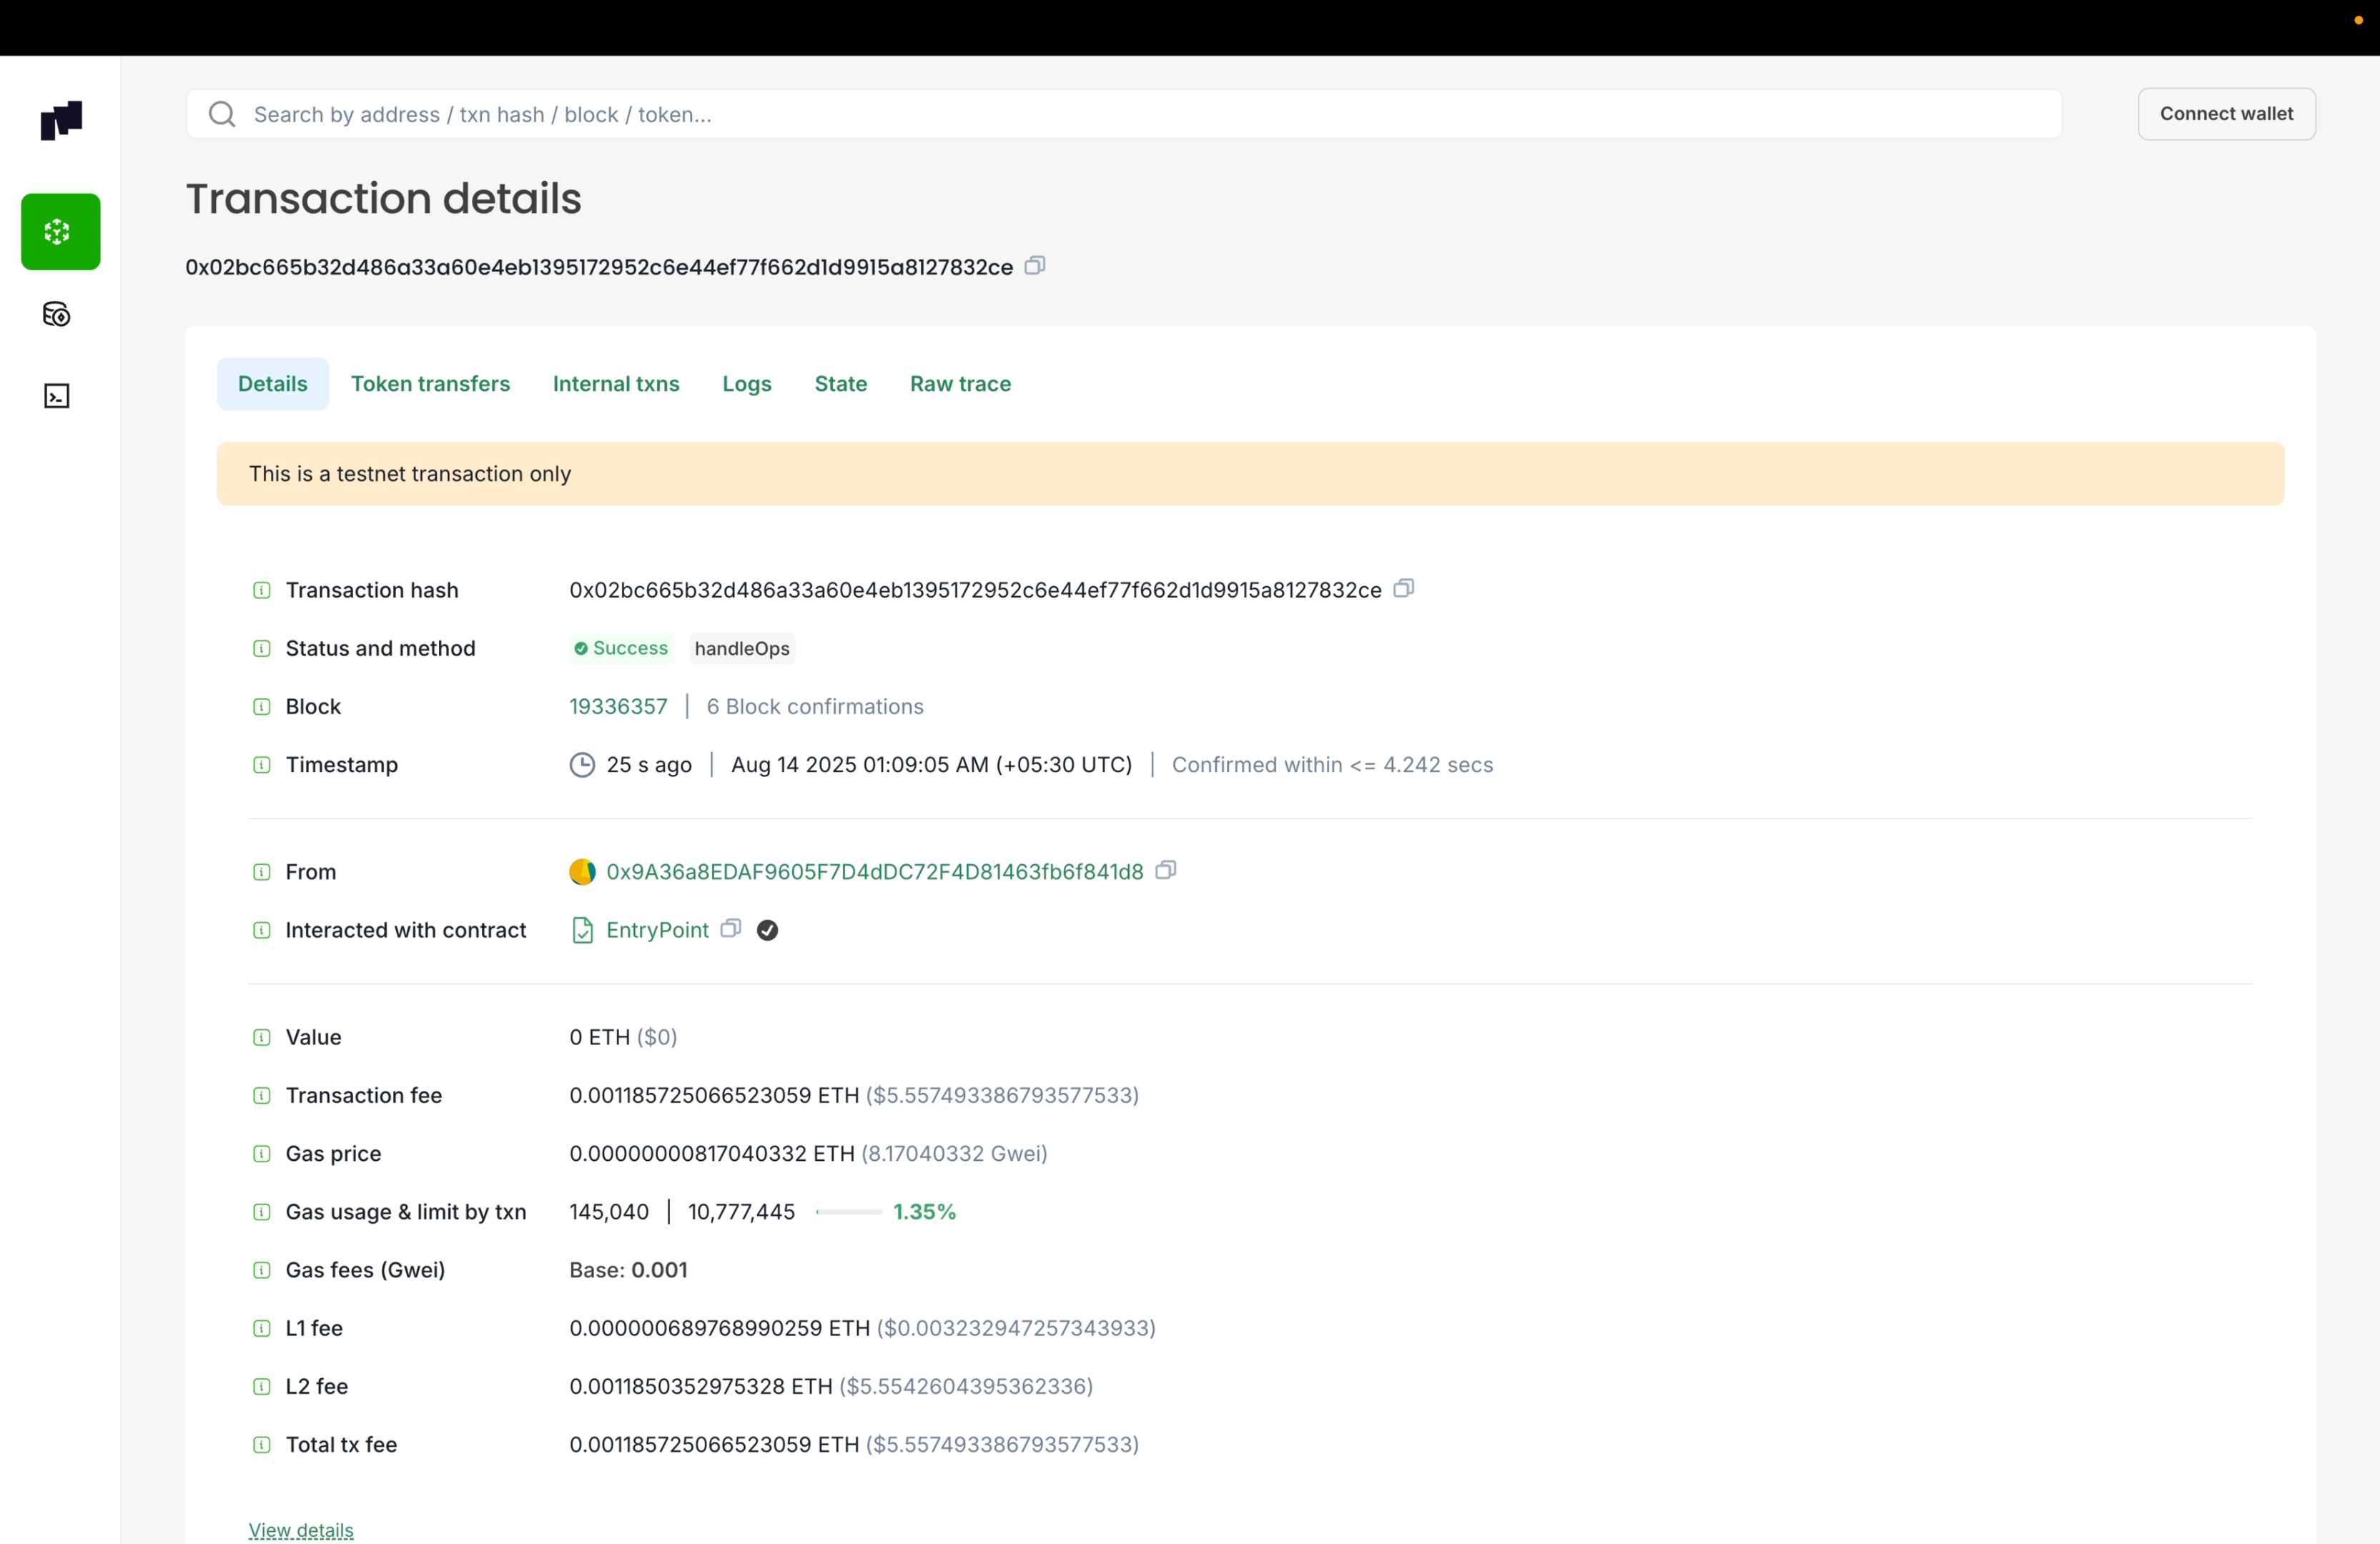 Search by address / txn hash / block / token...
Connect wallet
Transaction details
0x02bc665b32d486a33a60e4eb1395172952c6e44ef77f662d1d9915a8127832ce
Details Token transfers Internal txns Logs State Raw trace
This is a testnet transaction only
Transaction hash 0x02bc665b32d486a33a60e4eb1395172952c6e44ef77f662d1d9915a8127832ce
Status and method Success handleOps
Block 19336357 | 6 Block confirmations
Timestamp 25 s ago | Aug 14 2025 01:09:05 AM (+05:30 UTC) | Confirmed within <= 4.242 secs
From 0x9A36a8EDAF9605F7D4dDC72F4D81463fb6f841d8
Interacted with contract EntryPoint
Value 0 ETH ($0)
Transaction fee 0.001185725066523059 ETH ($5.557493386793577533)
Gas price 0.00000000817040332 ETH (8.17040332 Gwei)
Gas usage & limit by txn 145,040 | 10,777,445 1.35%
Gas fees (Gwei) Base: 0.001
L1 fee 0.000000689768990259 ETH ($0.003232947257343933)
L2 fee 0.0011850352975328 ETH ($5.5542604395362336)
Total tx fee 0.001185725066523059 ETH ($5.557493386793577533)
View details